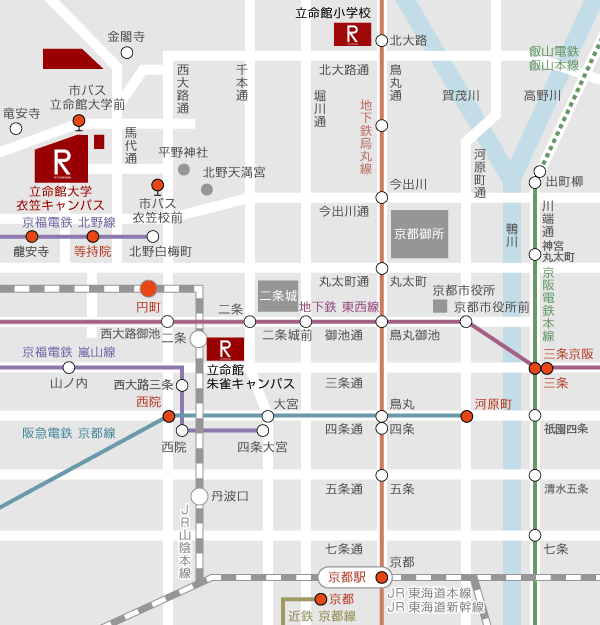 立命館小学校
R
北大路
金閣寺
叡山電鉄
叡山本線
北大路通
烏丸通
西大路通
千本通
堀川通
賀茂川
高野川
市バス
立命館大学前
竜安寺
馬代通
地下鉄烏丸線
R
平野神社
北野天満宮
河原町通
立命館大学
衣笠キャンパス
今出川
出町柳
市バス
衣笠校前
今出川通
川端通
京福電鉄 北野線
京都御所
鴨川
龍安寺
等持院
北野白梅町
神宮
丸太町
丸太町通
丸太町
京阪電鉄本線
円町
二条城
京都市役所
二条
地下鉄 東西線
京都市役所前
西大路御池
二条
二条城前
御池通
烏丸御池
京福電鉄 嵐山線
R
三条京阪
立命館
朱雀キャンパス
山ノ内
西大路三条
三条通
三条
西院
大宮
烏丸
河原町
阪急電鉄 京都線
四条通
四条
祇園四条
西院
四条大宮
五条通
五条
清水五条
丹波口
JR山陰本線
七条通
七条
京都
京都駅
京都
JR 東海道本線
JR 東海道新幹線
近鉄 京都線